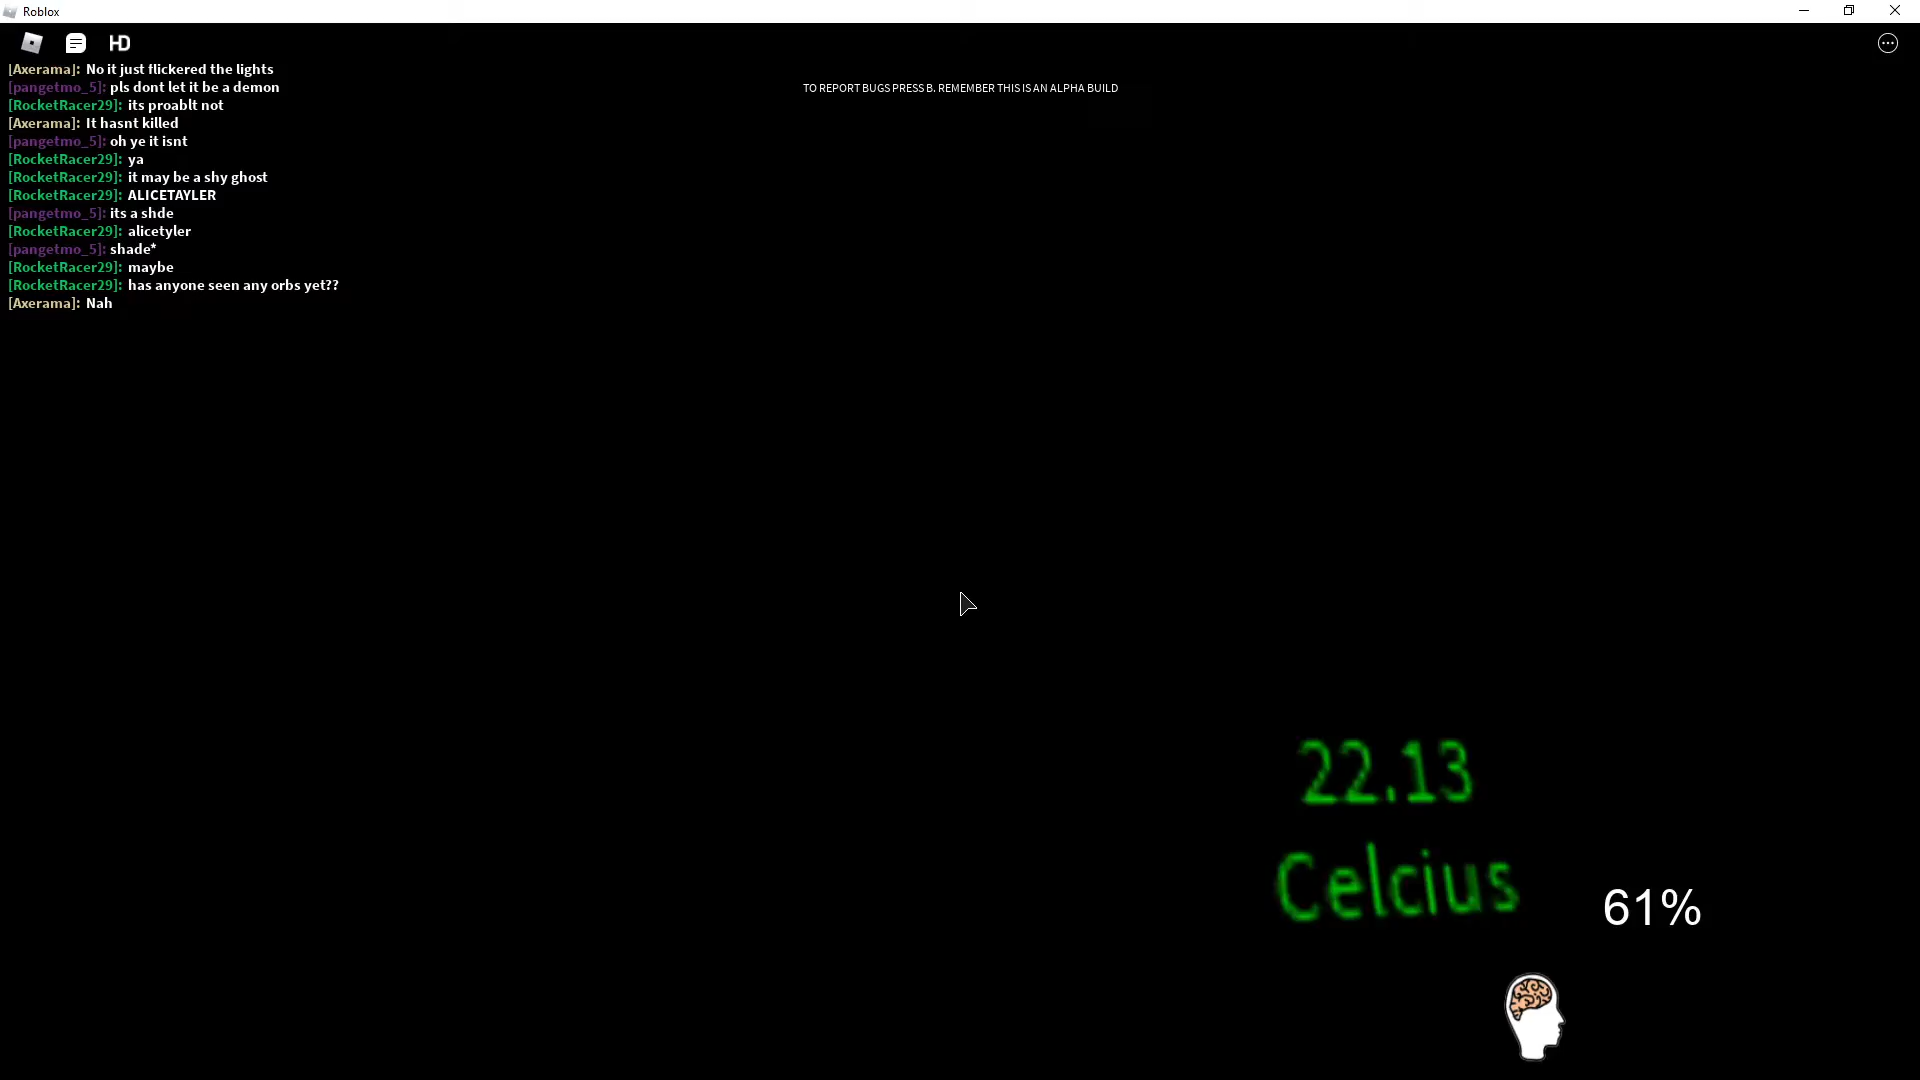 Roblox
HD
[Axerama]: No it just flickered the lights
[pangetmo_5]: pls dont let it be a demon
[RocketRacer29]: its proablt not
[Axerama]: It hasnt killed
[pangetmo_5]: oh ye it isnt
[RocketRacer29]: ya
[RocketRacer29]: it may be a shy ghost
[RocketRacer29]: ALICETAYLER
[pangetmo_5]: its a shde
[RocketRacer29]: alicetyler
[pangetmo_5]: shade*
[RocketRacer29]: maybe
[RocketRacer29]: has anyone seen any orbs yet??
[Axerama]: Nah
TO REPORT BUGS PRESS B. REMEMBER THIS IS AN ALPHA BUILD
22.13
Celcius
61%